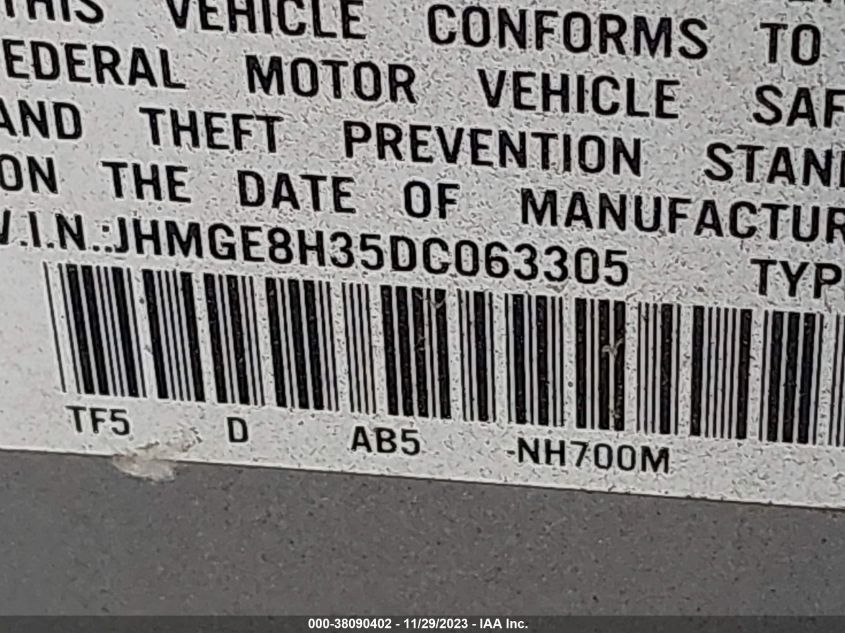 THIS VEHICLE CONFORMS TO
EDERAL MOTOR VEHICLE SAF
AND THEFT PREVENTION STAN
ON THE DATE OF MANUFACTUR
V.I.N.:JHMGE8H35DC063305 TYP
TF5 D AB5 -NH700M
000-38090402 - 11/29/2023 - IAA Inc.